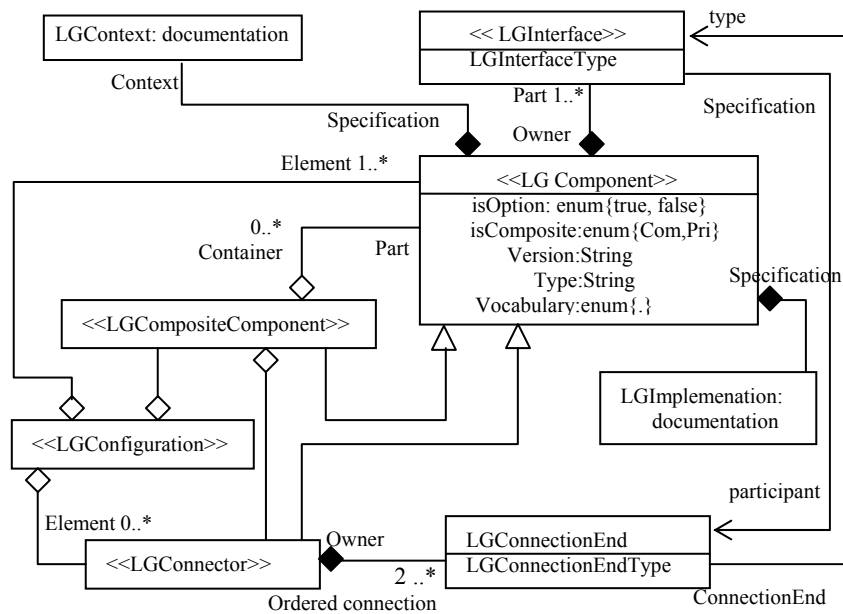 LGContext: documentation
Context
<< LGInterface>>
LGInterfaceType
type
Part 1..*
Specification
Specification
Owner
Element 1..*
<<LG Component>>
isOption: enum{true, false}
isComposite:enum{Com,Pri}
Version:String
Type:String
Vocabulary:enum{.}
0..*
Container
Part
Specification
<<LGCompositeComponent>>
LGImplemenation:
documentation
<<LGConfiguration>>
participant
Element 0..*
Owner
LGConnectionEnd
LGConnectionEndType
<<LGConnector>>
2 ..*
Ordered connection
ConnectionEnd